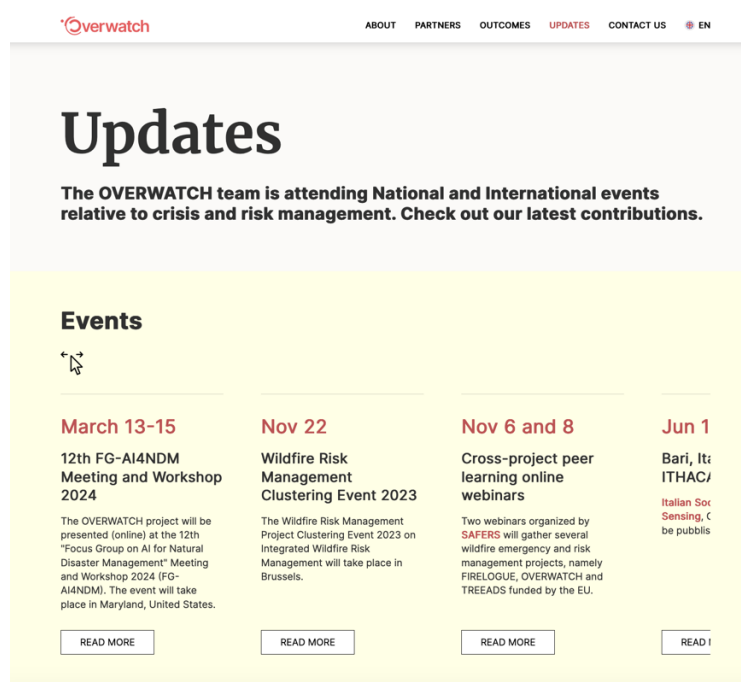 Overwatch
ABOUT PARTNERS OUTCOMES UPDATES CONTACT US EN
Updates
The OVERWATCH team is attending National and International events
relative to crisis and risk management. Check out our latest contributions.
Events
March 13-15
12th FG-AI4NDM
Meeting and Workshop
2024
The OVERWATCH project will be
presented (online) at the 12th
"Focus Group on AI for Natural
Disaster Management" Meeting
and Workshop 2024 (FG-
AI4NDM). The event will take
place in Maryland, United States.
READ MORE
Nov 22
Wildfire Risk
Management
Clustering Event 2023
The Wildfire Risk Management
Project Clustering Event 2023 on
Integrated Wildfire Risk
Management will take place in
Brussels.
READ MORE
Nov 6 and 8
Cross-project peer
learning online
webinars
Two webinars organized by
SAFERS will gather several
wildfire emergency and risk
management projects, namely
FIRELOGUE, OVERWATCH and
TREEADS funded by the EU.
READ MORE
Jun 1
Bari, Ita
ITHACA
Italian Soc
Sensing,
be pubblis
READ